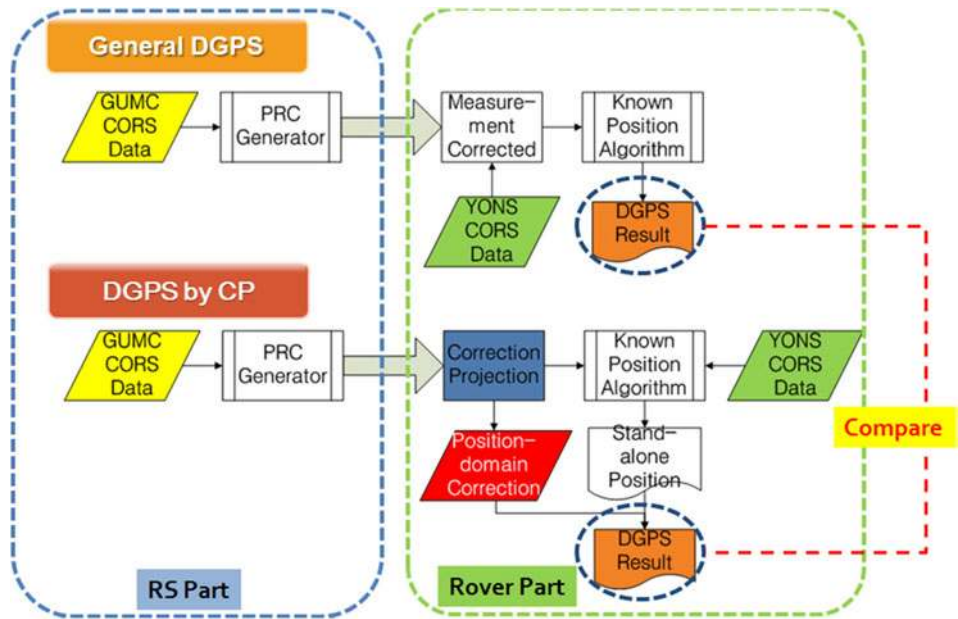 General DGPS
GUMC
CORS
Data
PRC
Generator
Measure-
ment
Corrected
Known
Position
Algorithm
YONS
CORS
Data
DGPS
Result
DGPS by CP
GUMC
CORS
Data
PRC
Generator
Correction
Projection
Known
Position
Algorithm
YONS
CORS
Data
Compare
Position-
domain
Correction
Stand-
alone
Position
DGPS
Result
RS Part
Rover Part